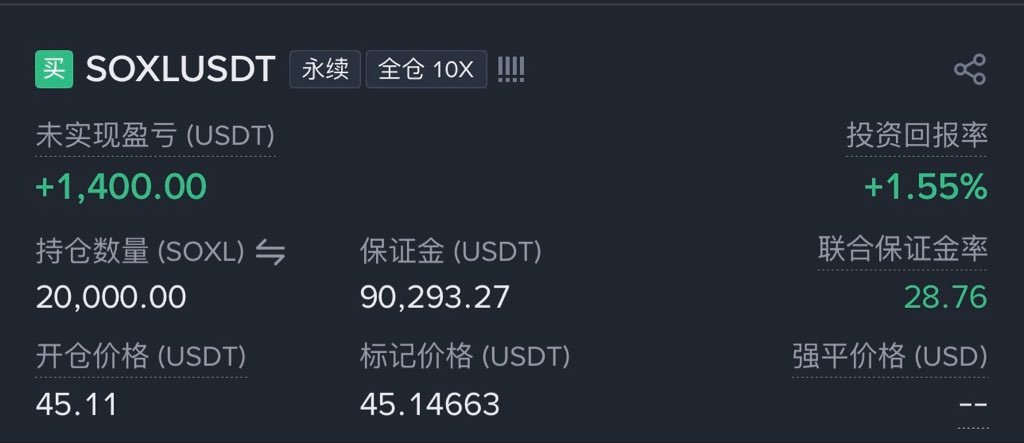 买 SOXLUSDT 永续 全仓 10X !!!!
未实现盈亏 (USDT) 投资回报率
+1,400.00 +1.55%
持仓数量 (SOXL) 保证金 (USDT) 联合保证金率
20,000.00 90,293.27 28.76
开仓价格 (USDT) 标记价格 (USDT) 强平价格 (USD)
45.11 45.14663 --